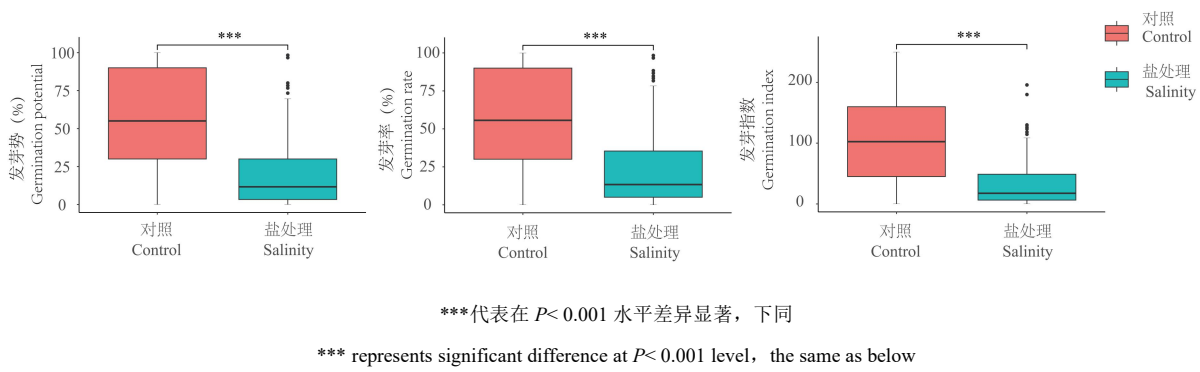 ***
100
75
50
25
0
发芽势（%）
Germination potential
对照
Control
盐处理
Salinity
***
100
75
50
25
0
发芽率（%）
Germination rate
对照
Control
盐处理
Salinity
***
200
100
0
发芽指数
Germination index
对照
Control
盐处理
Salinity
对照
Control
盐处理
Salinity
***代表在 P< 0.001 水平差异显著，下同
*** represents significant difference at P< 0.001 level，the same as below